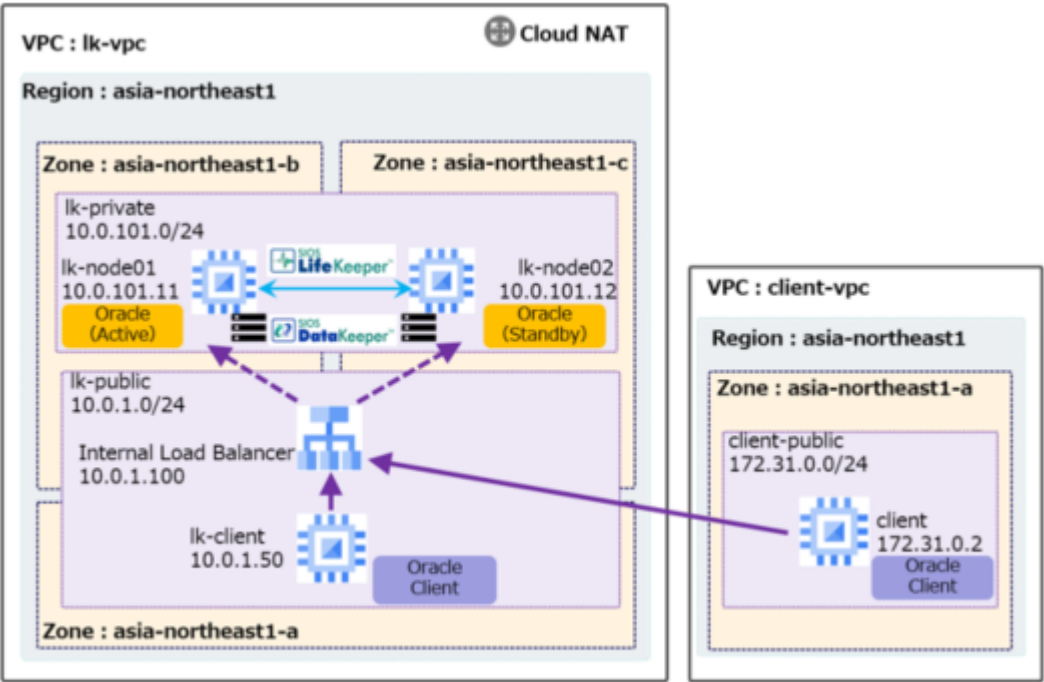 VPC : lk-vpc
Cloud NAT
Region : asia-northeast1
Zone : asia-northeast1-b
Zone : asia-northeast1-c
lk-private
10.0.101.0/24
lk-node01
10.0.101.11
Oracle
(Active)
SIOS
LifeKeeper™
SIOS
DataKeeper™
lk-node02
10.0.101.12
Oracle
(Standby)
lk-public
10.0.1.0/24
Internal Load Balancer
10.0.1.100
lk-client
10.0.1.50
Oracle
Client
Zone : asia-northeast1-a
VPC : client-vpc
Region : asia-northeast1
Zone : asia-northeast1-a
client-public
172.31.0.0/24
client
172.31.0.2
Oracle
Client